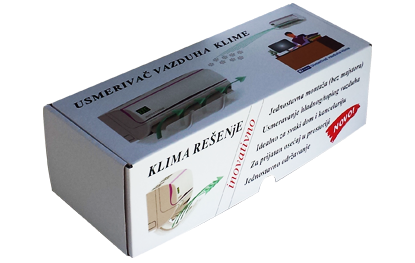 USMERIVAČ VAZDUHA KLIME
KLIMA REŠENjE
inovativno
Jednostavna montaža (bez majstora)
Usmeravanje hladnog/toplog vazduha
Idealno za svaki dom i kancelariju
Za prijatan osećaj u prostoriji
Jednostavno održavanje
NOVO!